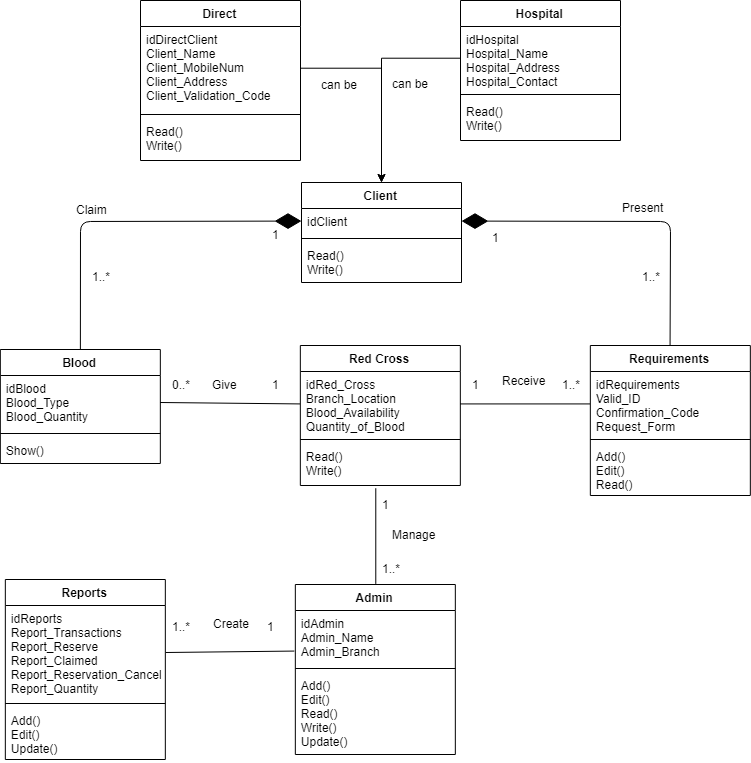 Direct
idDirectClient
Client_Name
Client_MobileNum
Client_Address
Client_Validation_Code
Read()
Write()
Hospital
idHospital
Hospital_Name
Hospital_Address
Hospital_Contact
Read()
Write()
can be
can be
Client
idClient
Read()
Write()
Claim
1
1..*
Present
1
1..*
Blood
idBlood
Blood_Type
Blood_Quantity
Show()
0..*
Give
1
Red Cross
idRed_Cross
Branch_Location
Blood_Availability
Quantity_of_Blood
Read()
Write()
1
Receive
1..*
Requirements
idRequirements
Valid_ID
Confirmation_Code
Request_Form
Add()
Edit()
Read()
1
Manage
1..*
Reports
idReports
Report_Transactions
Report_Reserve
Report_Claimed
Report_Reservation_Cancel
Report_Quantity
Add()
Edit()
Update()
1..*
Create
1
Admin
idAdmin
Admin_Name
Admin_Branch
Add()
Edit()
Read()
Write()
Update()